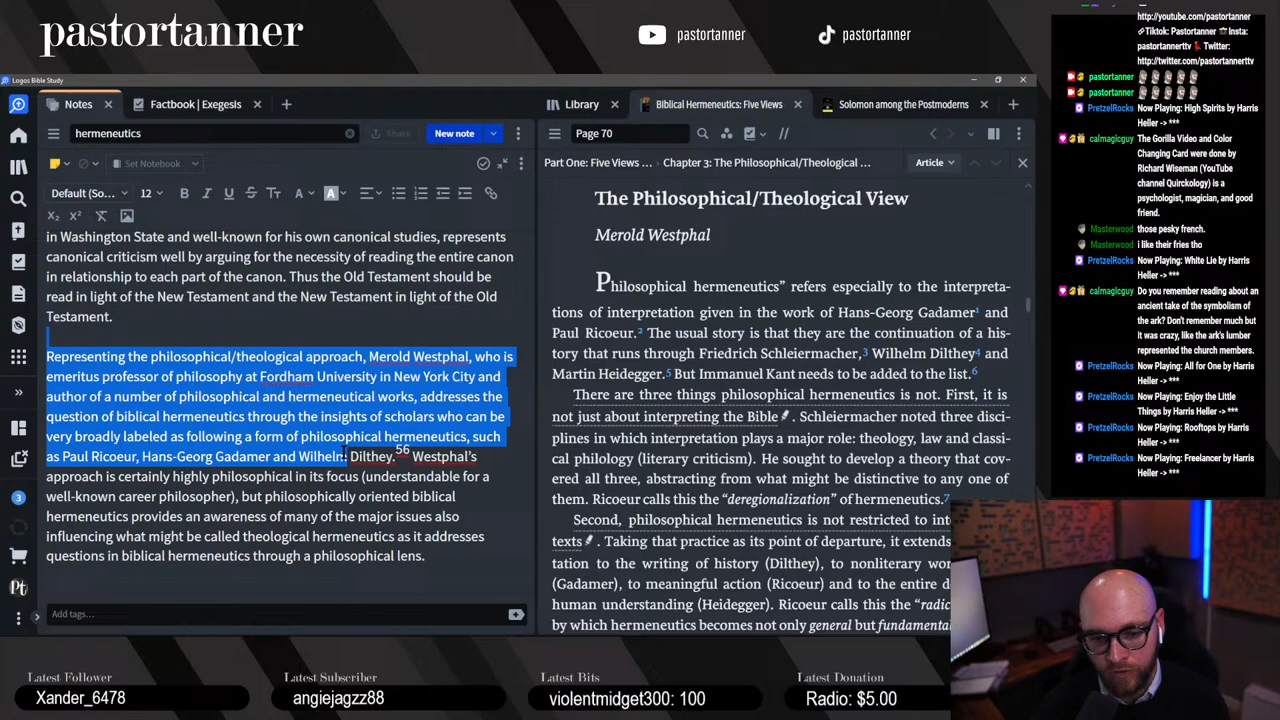 pastortanner
pastortanner
pastortanner
Logos Bible Study
Notes
Factbook | Exegesis
Library
Biblical Hermeneutics: Five Views
Solomon among the Postmoderns
hermeneutics
Share
New note
Set Notebook
Default (So...
12
in Washington State and well-known for his own canonical studies, represents
canonical criticism well by arguing for the necessity of reading the entire canon
in relationship to each part of the canon. Thus the Old Testament should be
read in light of the New Testament and the New Testament in light of the Old
Testament.
Representing the philosophical/theological approach, Merold Westphal, who is
emeritus professor of philosophy at Fordham University in New York City and
author of a number of philosophical and hermeneutical works, addresses the
question of biblical hermeneutics through the insights of scholars who can be
very broadly labeled as following a form of philosophical hermeneutics, such
as Paul Ricoeur, Hans-Georg Gadamer and Wilhelm Dilthey.56 Westphal's
approach is certainly highly philosophical in its focus (understandable for a
well-known career philosopher), but philosophically oriented biblical
hermeneutics provides an awareness of many of the major issues also
influencing what might be called theological hermeneutics as it addresses
questions in biblical hermeneutics through a philosophical lens.
Add tags...
3
Page 70
Part One: Five Views ... > Chapter 3: The Philosophical/Theological ...
Article
The Philosophical/Theological View
Merold Westphal
Philosophical hermeneutics” refers especially to the interpreta-
tions of interpretation given in the work of Hans-Georg Gadamer1 and
Paul Ricoeur.2 The usual story is that they are the continuation of a his-
tory that runs through Friedrich Schleiermacher,3 Wilhelm Dilthey4 and
Martin Heidegger.5 But Immanuel Kant needs to be added to the list.6
There are three things philosophical hermeneutics is not. First, it is
not just about interpreting the Bible. Schleiermacher noted three disci-
plines in which interpretation plays a major role: theology, law and classi-
cal philology (literary criticism). He sought to develop a theory that cov-
ered all three, abstracting from what might be distinctive to any one of
them. Ricoeur calls this the “deregionalization” of hermeneutics.7
Second, philosophical hermeneutics is not restricted to
texts. Taking that practice as its point of departure, it extends
tation to the writing of history (Dilthey), to nonliterary
(Gadamer), to meaningful action (Ricoeur) and to the entire
human understanding (Heidegger). Ricoeur calls this the
by which hermeneutics becomes not only general but
http://youtube.com/pastortanner
Tiktok: Pastortanner Insta:
pastortannerttv Twitter:
http://twitter.com/pastortannerttv
pastortanner
pastortanner
PretzelRocks Now Playing: High Spirits by Harris
Heller -> ***
calmagicguy The Gorilla Video and Color
Changing Card were done by
Richard Wiseman (YouTube
channel Quirckology) is a
psychologist, magician, and good
friend.
Masterwood those pesky french.
Masterwood i like their fries tho
PretzelRocks Now Playing: White Lie by Harris
Heller -> ***
calmagicguy Do you remember reading about an
ancient take of the symbolism of
the ark? Don't remember much but
it was crazy, like the ark's lumber
represented the church members.
PretzelRocks Now Playing: All for One by Harris
Heller -> ***
PretzelRocks Now Playing: Enjoy the Little
Things by Harris Heller -> ***
PretzelRocks Now Playing: Rooftops by Harris
Heller -> ***
PretzelRocks Now Playing: Freelancer by Harris
Heller -> ***
Latest Follower
Xander_6478
Latest Subscriber
angiejagzz88
Latest Bits
violentmidget300: 100
Latest Donation
Radio: $5.00